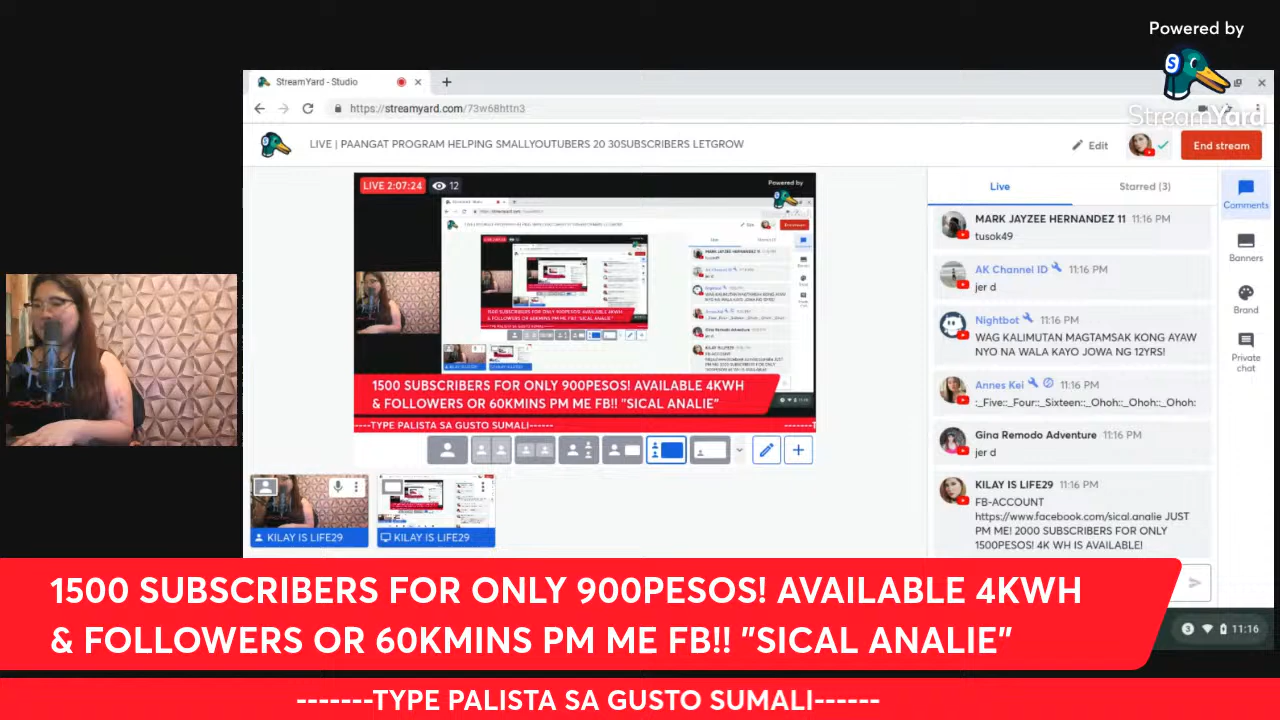 Powered by
StreamYard
StreamYard - Studio
https://streamyard.com/73w68httn3
LIVE | PAANGAT PROGRAM HELPING SMALLYOUTUBERS 20 30SUBSCRIBERS LETGROW
Edit
End stream
LIVE 2:07:24
12
Powered by
1500 SUBSCRIBERS FOR ONLY 900PESOS! AVAILABLE 4KWH
& FOLLOWERS OR 60KMINS PM ME FB!! "SICAL ANALIE"
----TYPE PALISTA SA GUSTO SUMALI------
KILAY IS LIFE29
KILAY IS LIFE29
Live
Starred (3)
MARK JAYZEE HERNANDEZ 11 11:16 PM
tusok49
AK Channel ID 11:16 PM
jer d
Nightbot 11:16 PM
WAG KALIMUTAN MAGTAMSAK KONG AYAW
NYO NA WALA KAYO JOWA NG 12YRS!
Annes Kei 11:16 PM
:_Five::_Four::_Sixteen::_Ohoh::_Ohoh::_Ohoh:
Gina Remodo Adventure 11:16 PM
jer d
KILAY IS LIFE29 11:16 PM
FB-ACCOUNT
https://www.facebook.com/sical.analie JUST
PM ME! 2000 SUBSCRIBERS FOR ONLY
1500PESOS! 4K WH IS AVAILABLE!
Comments
Banners
Brand
Private
chat
3 11:16
1500 SUBSCRIBERS FOR ONLY 900PESOS! AVAILABLE 4KWH
& FOLLOWERS OR 60KMINS PM ME FB!! "SICAL ANALIE"
-------TYPE PALISTA SA GUSTO SUMALI------